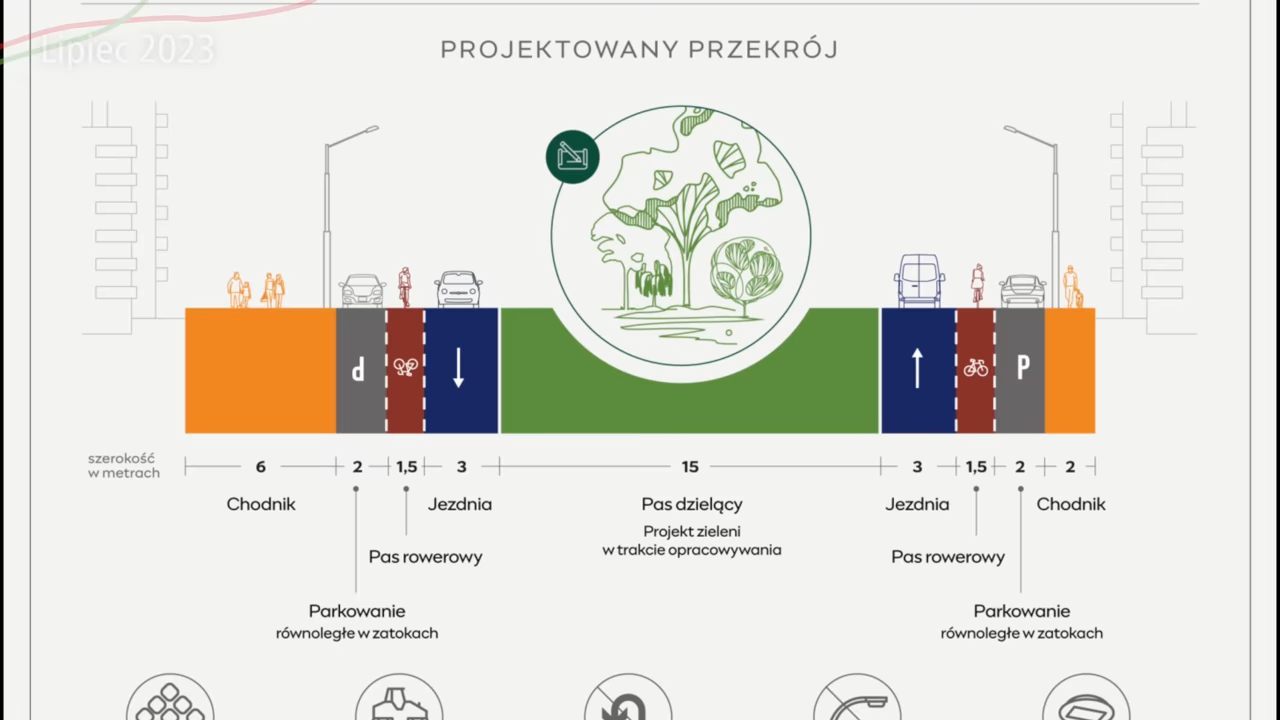 Lipiec 2023
PROJEKTOWANY PRZEKRÓJ
d
P
szerokość
w metrach
6 2 1,5 3 15 3 1,5 2 2
Chodnik Jezdnia Pas dzielący Jezdnia Chodnik
Projekt zieleni
w trakcie opracowywania
Pas rowerowy Pas rowerowy
Parkowanie Parkowanie
równoległe w zatokach równoległe w zatokach